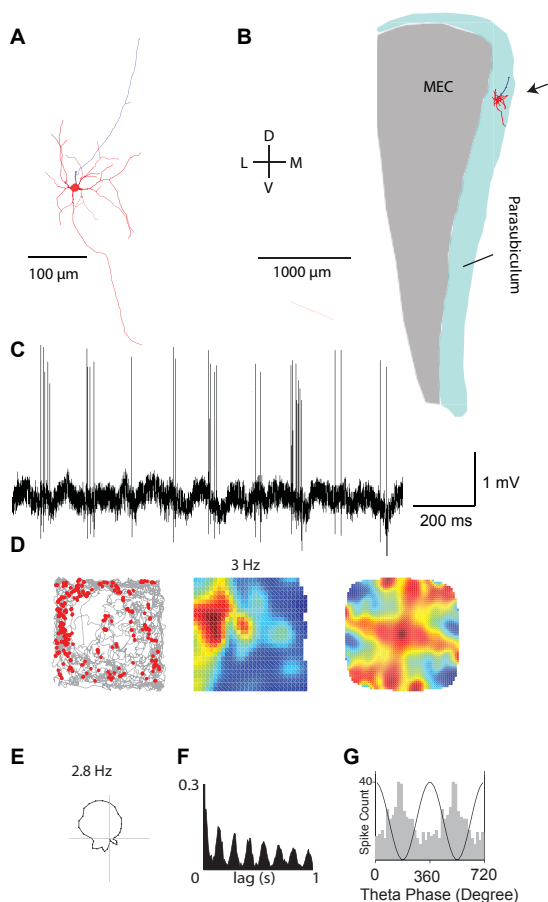 A
B
MEC
D
L
M
V
100 µm
1000 µm
Parasubiculum
C
1 mV
200 ms
D
3 Hz
E
F
G
2.8 Hz
0.3
0
lag (s)
1
40
Spike Count
0
360
720
Theta Phase (Degree)